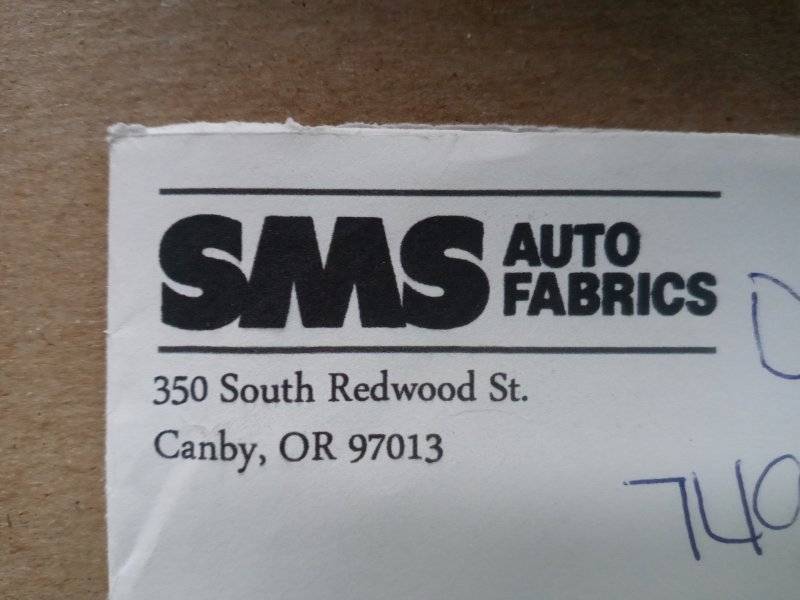 SMS AUTO FABRICS
350 South Redwood St.
Canby, OR 97013
740